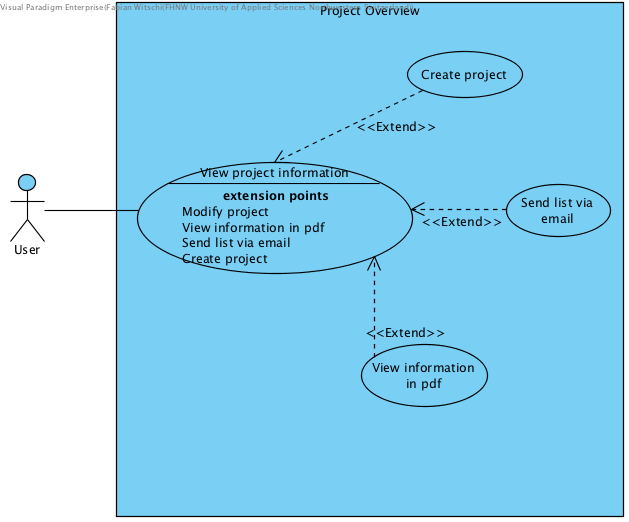 Visual Paradigm Enterprise(Fabian Witschi(FHNW University of Applied Sciences Northwestern Switzerland))
Project Overview
Create project
<<Extend>>
View project information
extension points
Modify project
View information in pdf
Send list via email
Create project
Send list via
email
<<Extend>>
User
<<Extend>>
View information
in pdf